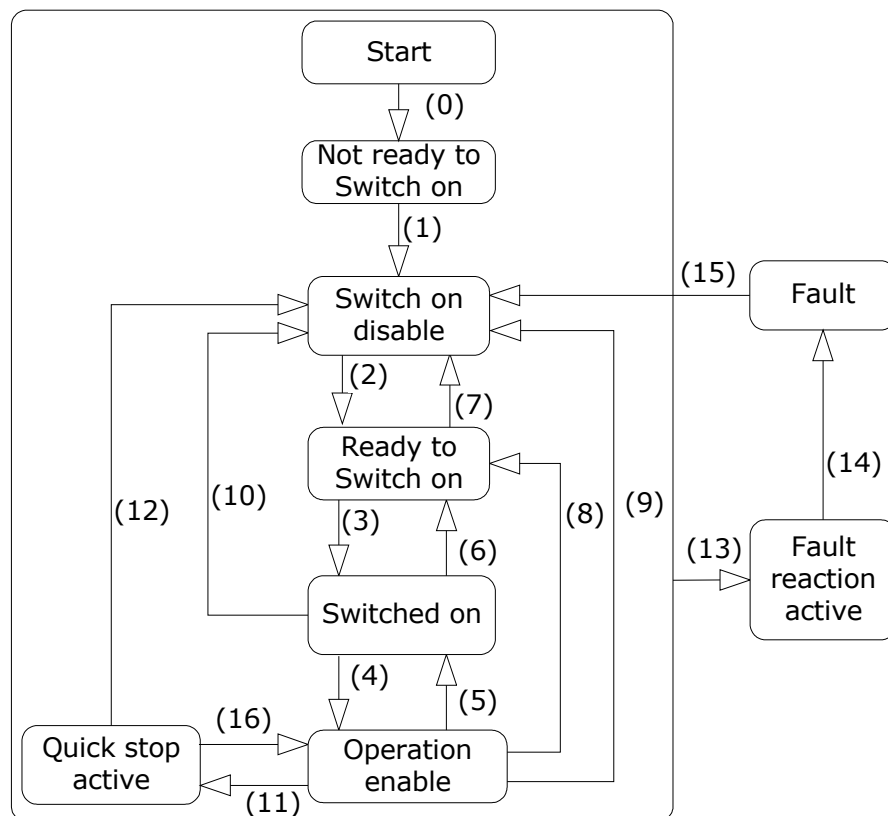 Start
(0)
Not ready to
Switch on
(1)
Switch on
disable
(15)
Fault
(2)
(7)
Ready to
Switch on
(12)
(10)
(3)
(6)
(8)
(9)
(14)
(13)
Fault
reaction
active
Switched on
(4)
(5)
(16)
Quick stop
active
Operation
enable
(11)